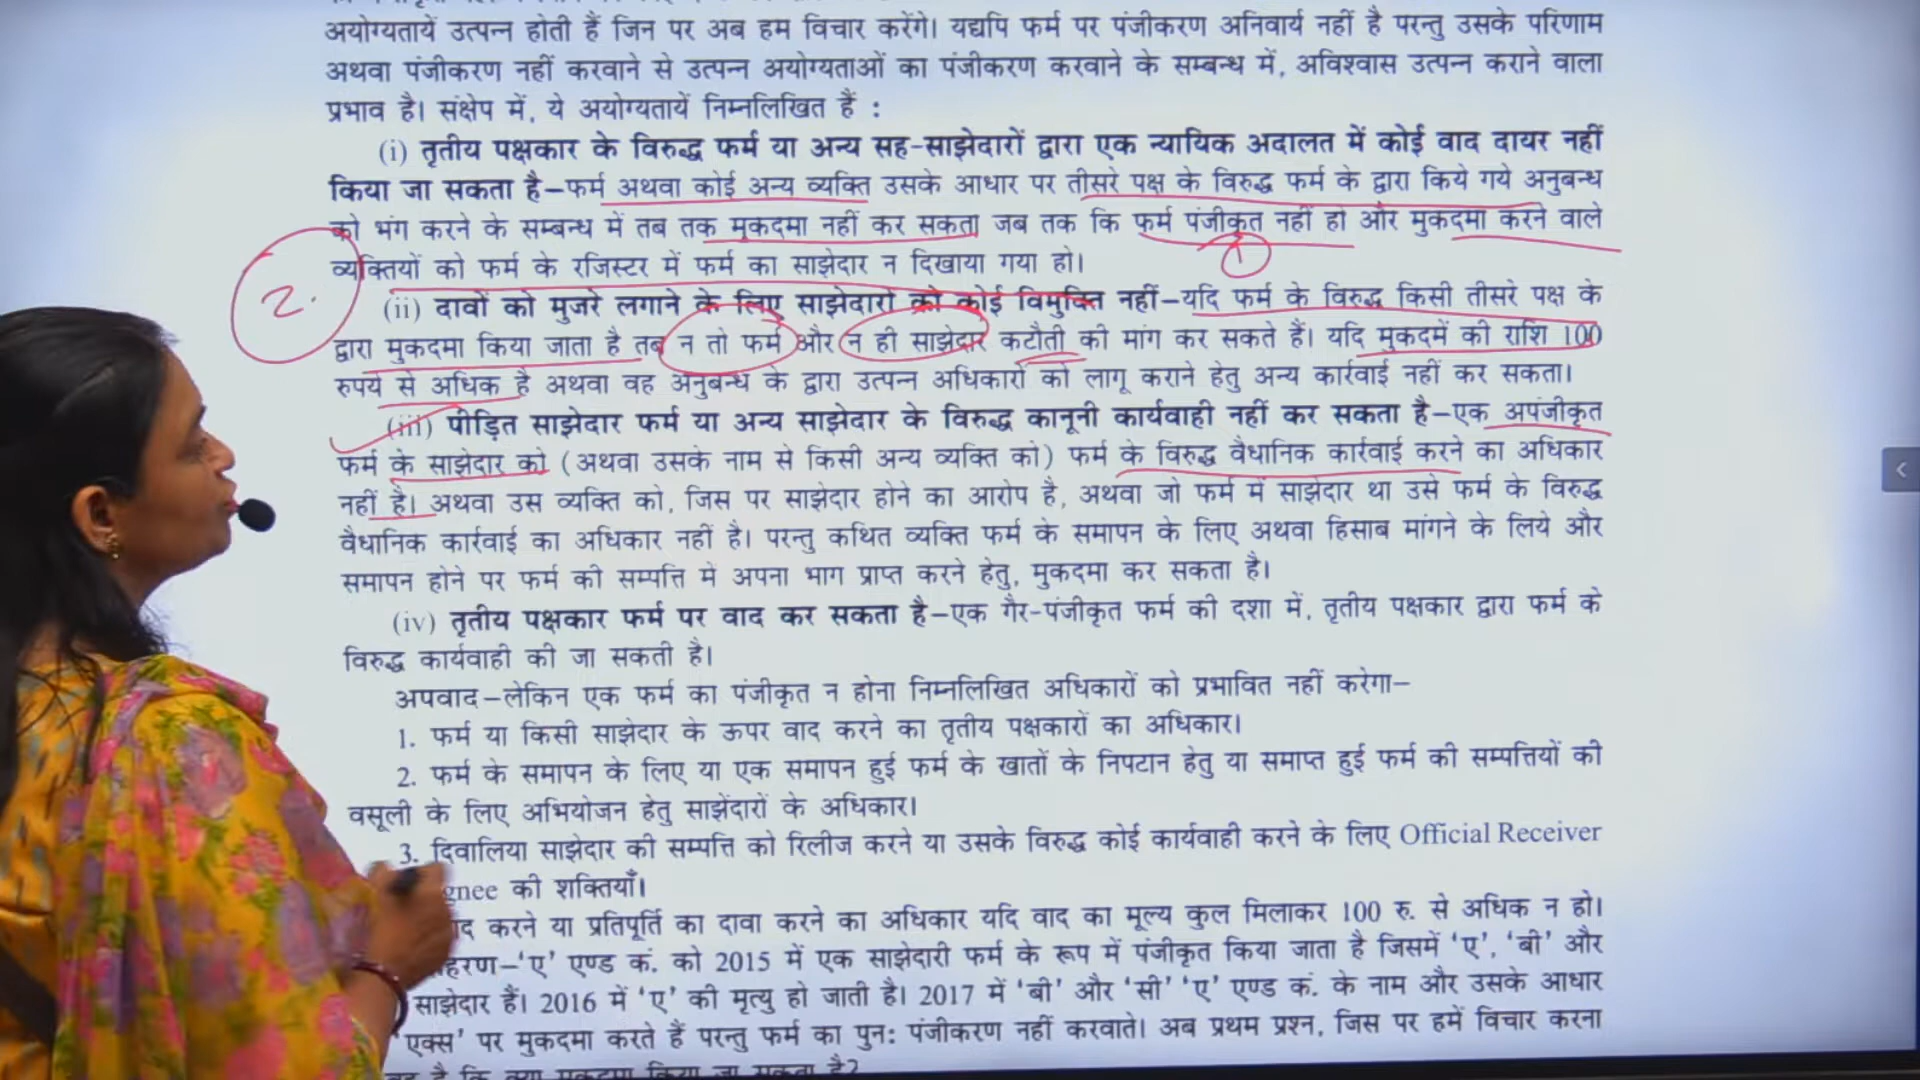 अयोग्यतायें उत्पन्न होती हैं जिन पर अब हम विचार करेंगे। यद्यपि फर्म पर पंजीकरण अनिवार्य नहीं है परन्तु उसके परिणाम
अथवा पंजीकरण नहीं करवाने से उत्पन्न अयोग्यताओं का पंजीकरण करवाने के सम्बन्ध में, अविश्वास उत्पन्न कराने वाला
प्रभाव है। संक्षेप में, ये अयोग्यतायें निम्नलिखित हैं :
(i) तृतीय पक्षकार के विरुद्ध फर्म या अन्य सह-साझेदारों द्वारा एक न्यायिक अदालत में कोई वाद दायर नहीं
किया जा सकता है–फर्म अथवा कोई अन्य व्यक्ति उसके आधार पर तीसरे पक्ष के विरुद्ध फर्म के द्वारा किये गये अनुबन्ध
को भंग करने के सम्बन्ध में तब तक मुकदमा नहीं कर सकता जब तक कि फर्म पंजीकृत नहीं हो और मुकदमा करने वाले
1
व्यक्तियों को फर्म के रजिस्टर में फर्म का साझेदार न दिखाया गया हो।
2.
(ii) दावों को मुजरे लगाने के लिए साझेदारों को कोई विमुक्ति नहीं–यदि फर्म के विरुद्ध किसी तीसरे पक्ष के
द्वारा मुकदमा किया जाता है तब न तो फर्म और न ही साझेदार कटौती की मांग कर सकते हैं। यदि मुकदमें की राशि 100
रुपये से अधिक है अथवा वह अनुबन्ध के द्वारा उत्पन्न अधिकारों को लागू कराने हेतु अन्य कार्रवाई नहीं कर सकता।
(iii) पीड़ित साझेदार फर्म या अन्य साझेदार के विरुद्ध कानूनी कार्यवाही नहीं कर सकता है–एक अपंजीकृत
फर्म के साझेदार को (अथवा उसके नाम से किसी अन्य व्यक्ति को) फर्म के विरुद्ध वैधानिक कार्रवाई करने का अधिकार
नहीं है। अथवा उस व्यक्ति को, जिस पर साझेदार होने का आरोप है, अथवा जो फर्म में साझेदार था उसे फर्म के विरुद्ध
वैधानिक कार्रवाई का अधिकार नहीं है। परन्तु कथित व्यक्ति फर्म के समापन के लिए अथवा हिसाब मांगने के लिये और
समापन होने पर फर्म की सम्पत्ति में अपना भाग प्राप्त करने हेतु, मुकदमा कर सकता है।
(iv) तृतीय पक्षकार फर्म पर वाद कर सकता है–एक गैर-पंजीकृत फर्म की दशा में, तृतीय पक्षकार द्वारा फर्म के
विरुद्ध कार्यवाही की जा सकती है।
अपवाद–लेकिन एक फर्म का पंजीकृत न होना निम्नलिखित अधिकारों को प्रभावित नहीं करेगा–
1. फर्म या किसी साझेदार के ऊपर वाद करने का तृतीय पक्षकारों का अधिकार।
2. फर्म के समापन के लिए या एक समापन हुई फर्म के खातों के निपटान हेतु या समाप्त हुई फर्म की सम्पत्तियों की
वसूली के लिए अभियोजन हेतु साझेंदारों के अधिकार।
3. दिवालिया साझेदार की सम्पत्ति को रिलीज करने या उसके विरुद्ध कोई कार्यवाही करने के लिए Official Receiver
gnee की शक्तियाँ।
करने या प्रतिपूर्ति का दावा करने का अधिकार यदि वाद का मूल्य कुल मिलाकर 100 रु. से अधिक न हो।
हरण–‘ए’ एण्ड कं. को 2015 में एक साझेदारी फर्म के रूप में पंजीकृत किया जाता है जिसमें ‘ए’, ‘बी’ और
साझेदार हैं। 2016 में ‘ए’ की मृत्यु हो जाती है। 2017 में ‘बी’ और ‘सी’ ‘ए’ एण्ड कं. के नाम और उसके आधार
‘एक्स’ पर मुकदमा करते हैं परन्तु फर्म का पुनः पंजीकरण नहीं करवाते। अब प्रथम प्रश्न, जिस पर हमें विचार करना
है कि क्या मुकदमा किया जा सकता है?